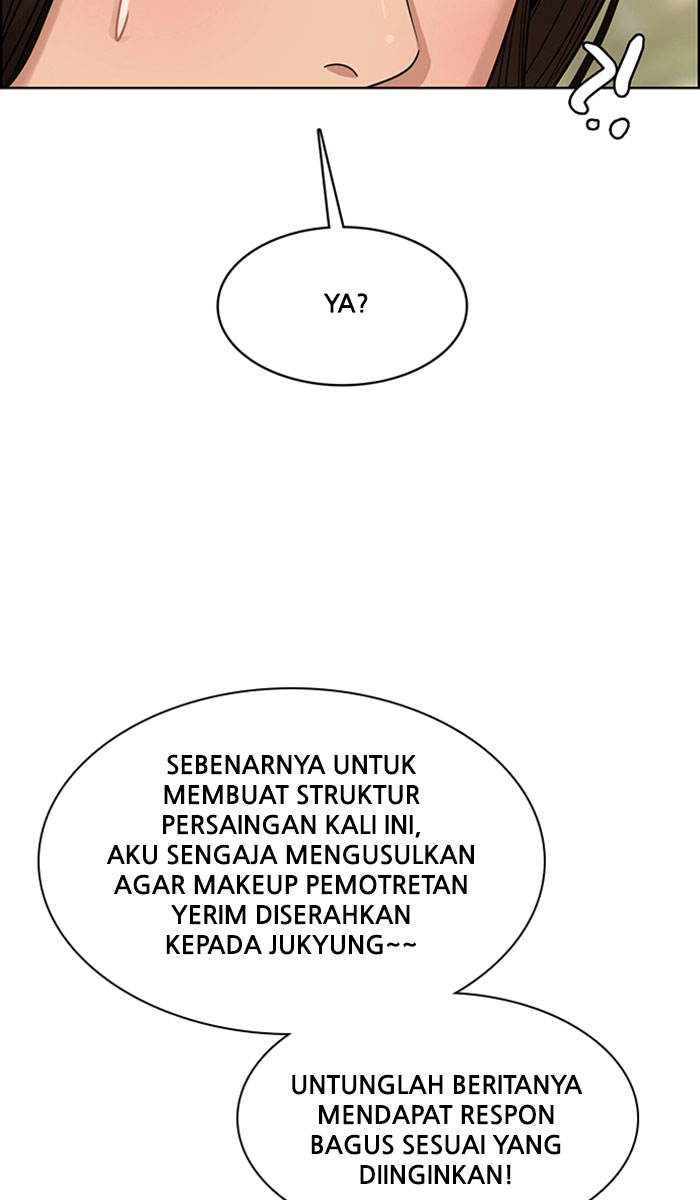 ?!
YA?
SEBENARNYA UNTUK
MEMBUAT STRUKTUR
PERSAINGAN KALI INI,
AKU SENGAJA MENGUSULKAN
AGAR MAKEUP PEMOTRETAN
YERIM DISERAHKAN
KEPADA JUKYUNG~~
UNTUNGLAH BERITANYA
MENDAPAT RESPON
BAGUS SESUAI YANG
DIINGINKAN!